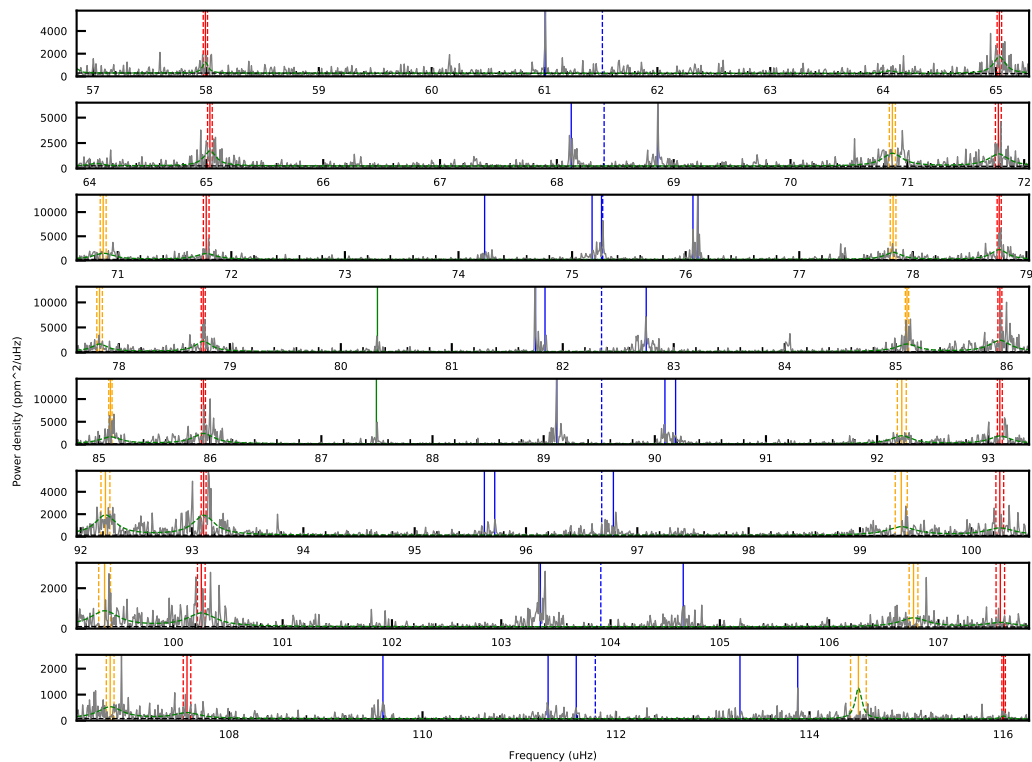 4000
2000
0
57 58 59 60 61 62 63 64 65
5000
2500
0
64 65 66 67 68 69 70 71 72
10000
5000
0
71 72 73 74 75 76 77 78 79
10000
5000
0
78 79 80 81 82 83 84 85 86
10000
5000
0
85 86 87 88 89 90 91 92 93
4000
2000
0
92 93 94 95 96 97 98 99 100
2000
0
100 101 102 103 104 105 106 107
2000
1000
0
108 110 112 114 116
Power density (ppm^2/uHz)
Frequency (uHz)